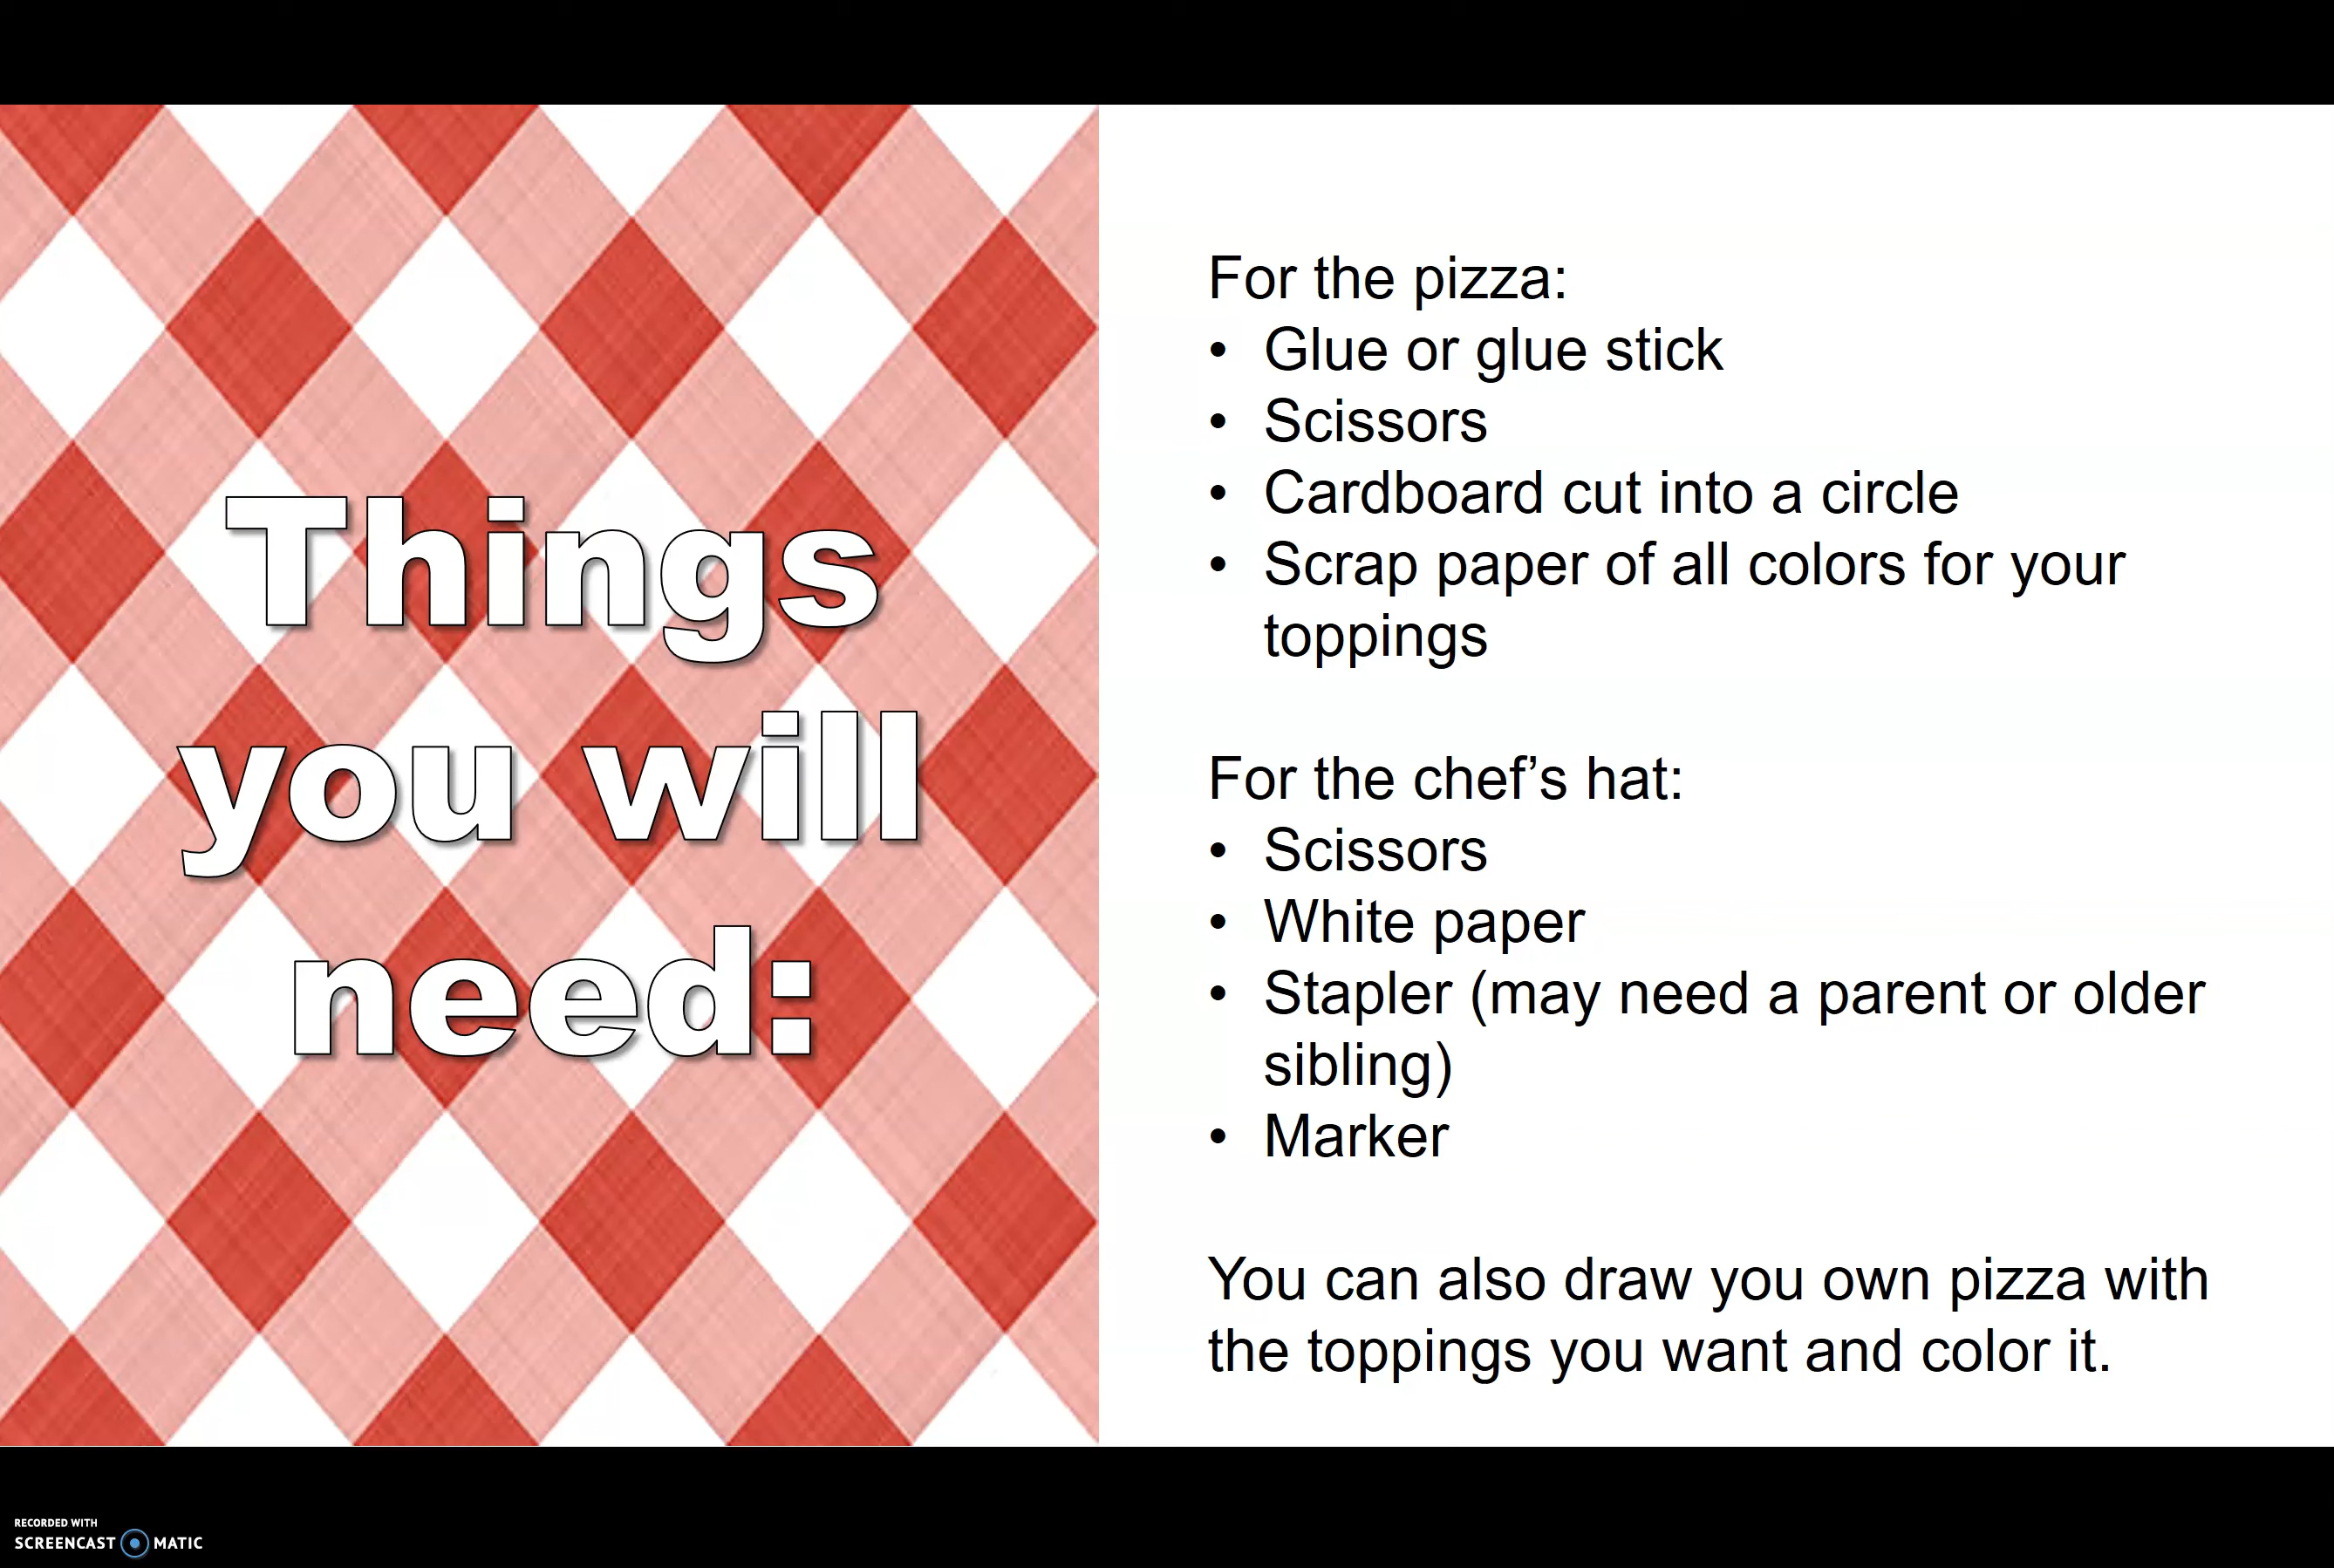 Things
you will
need:
For the pizza:
• Glue or glue stick
• Scissors
• Cardboard cut into a circle
• Scrap paper of all colors for your
toppings
For the chef’s hat:
• Scissors
• White paper
• Stapler (may need a parent or older
sibling)
• Marker
You can also draw you own pizza with
the toppings you want and color it.
RECORDED WITH
SCREENCAST MATIC